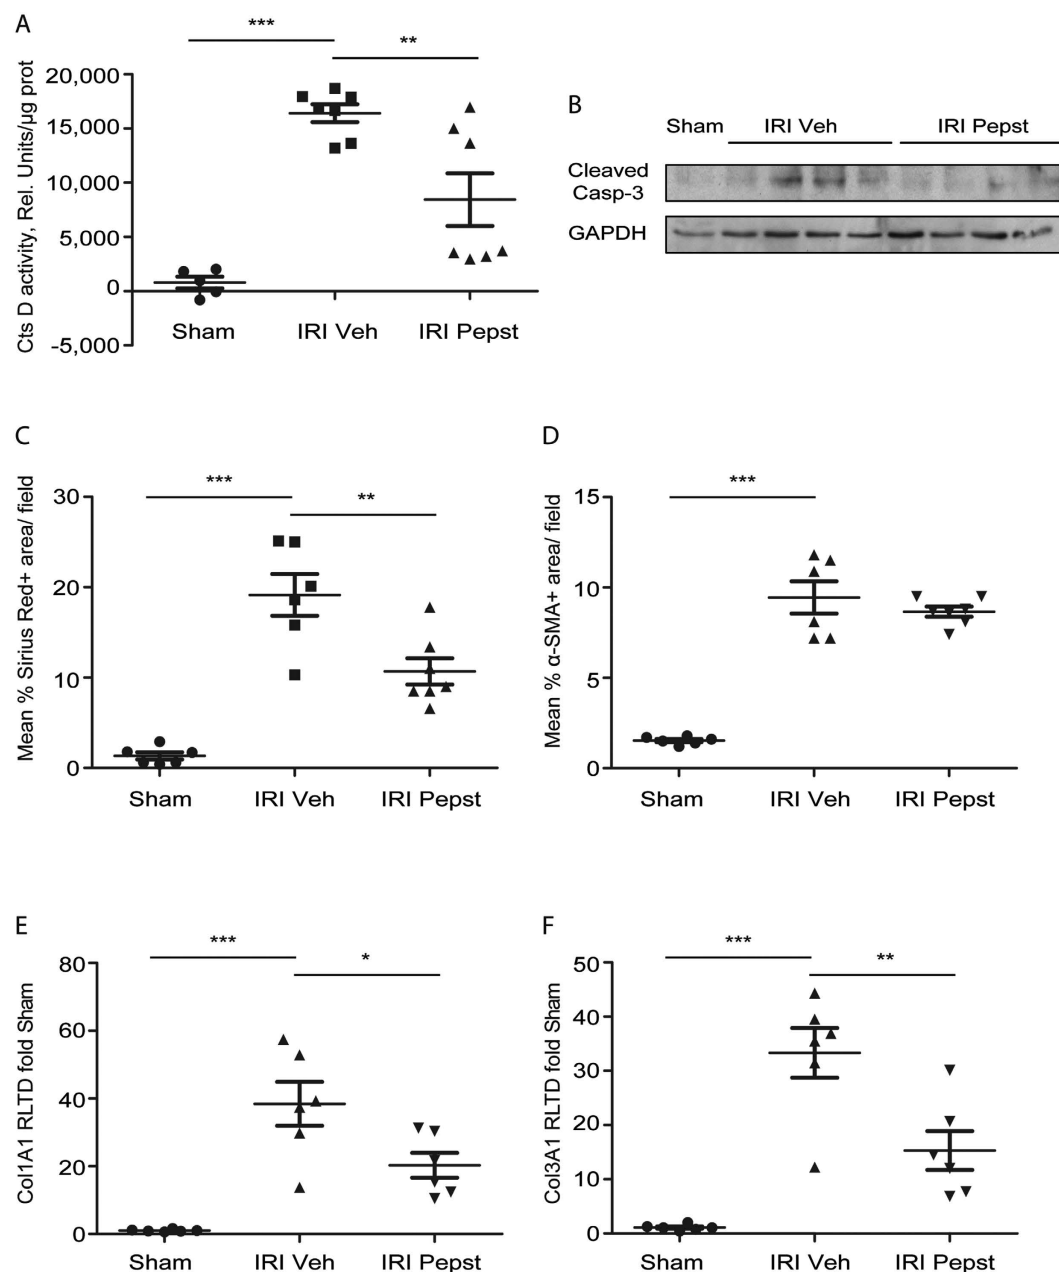 A
***
**
Cts D activity, Rel. Units/µg prot
20,000
15,000
10,000
5,000
0
-5,000
Sham
IRI Veh
IRI Pepst
B
Sham
IRI Veh
IRI Pepst
Cleaved
Casp-3
GAPDH
C
***
**
Mean % Sirius Red+ area/ field
30
20
10
0
Sham
IRI Veh
IRI Pepst
D
***
Mean % α-SMA+ area/ field
15
10
5
0
Sham
IRI Veh
IRI Pepst
E
***
*
Col1A1 RLTD fold Sham
80
60
40
20
0
Sham
IRI Veh
IRI Pepst
F
***
**
Col3A1 RLTD fold Sham
50
40
30
20
10
0
Sham
IRI Veh
IRI Pepst